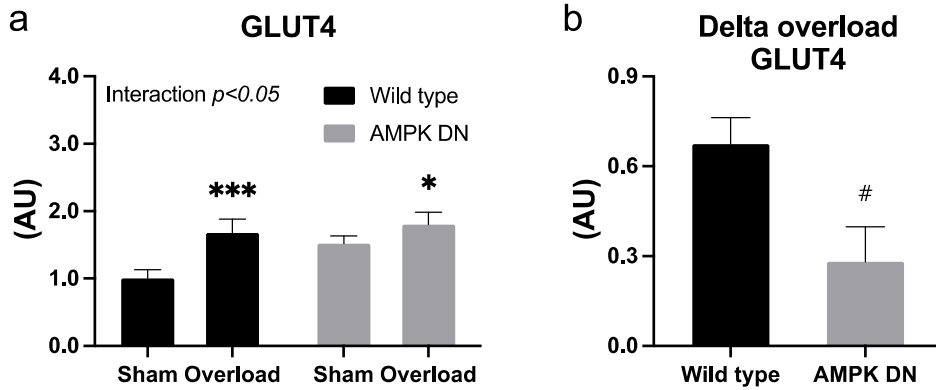 a
GLUT4
4.0
3.0
2.0
1.0
0.0
(AU)
Interaction p<0.05
Wild type
AMPK DN
***
*
Sham Overload
Sham Overload
b
Delta overload
GLUT4
0.9
0.6
0.3
0.0
(AU)
#
Wild type
AMPK DN